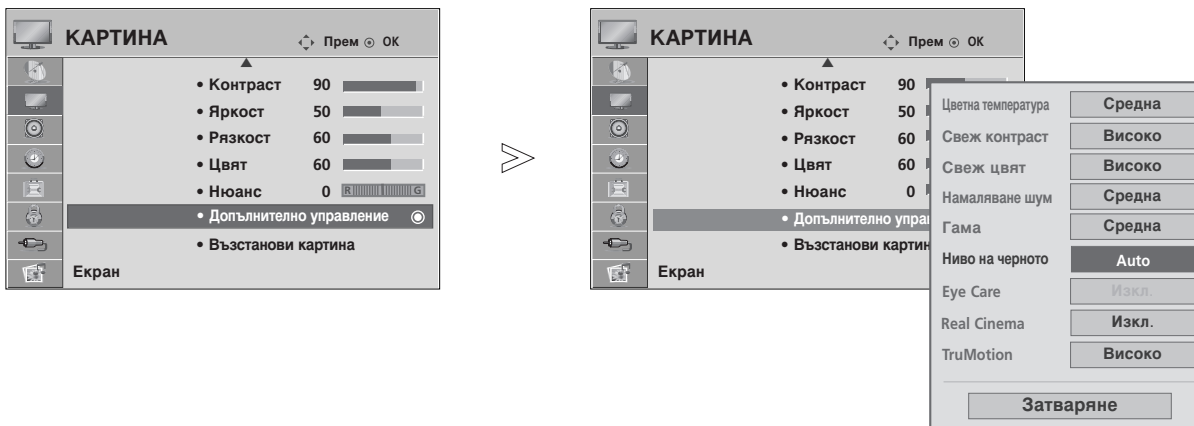 КАРТИНА Прем ОК
• Контраст 90
• Яркост 50
• Рязкост 60
• Цвят 60
• Нюанс 0 R G
• Допълнително управление
• Възстанови картина
Екран
КАРТИНА Прем ОК
• Контраст 90
• Яркост 50
• Рязкост 60
• Цвят 60
• Нюанс 0
• Допълнително упра
• Възстанови картин
Екран
Цветна температура Средна
Свеж контраст Високо
Свеж цвят Високо
Намаляване шум Средна
Гама Средна
Ниво на черното Auto
Eye Care Изкл.
Real Cinema Изкл.
TruMotion Високо
Затваряне